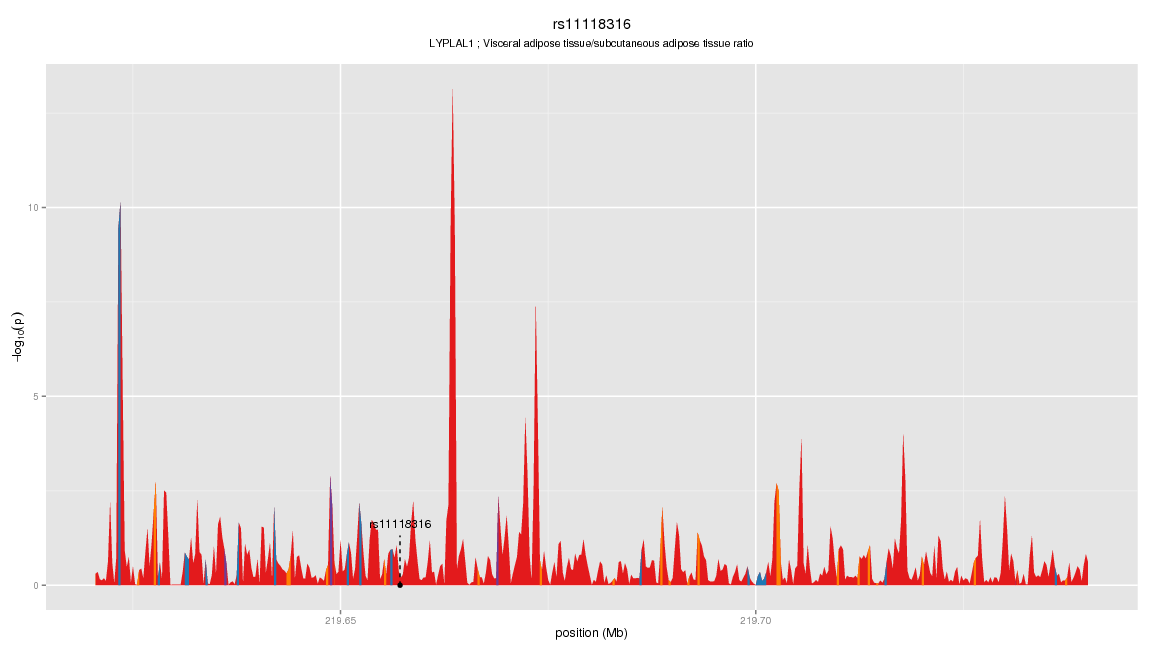 rs11118316
LYPLAL1 ; Visceral adipose tissue/subcutaneous adipose tissue ratio
−log10(p)
10
5
0
rs11118316
219.65
219.70
position (Mb)